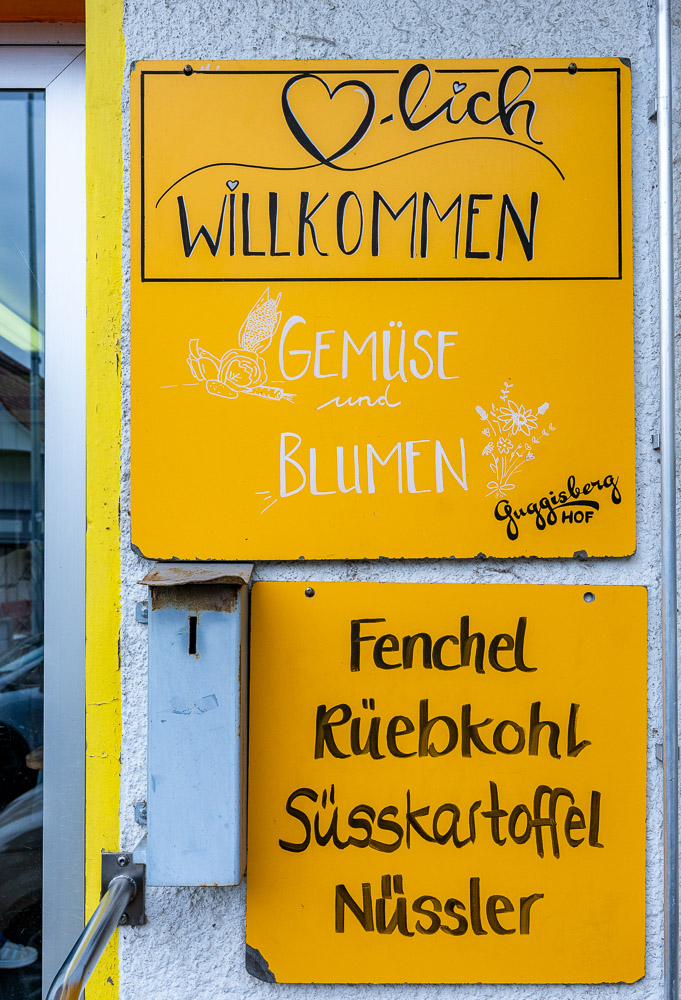 ♡-lich
WILLKOMMEN
GEMÜSE
und
BLUMEN
Guggisberg
HOF
Fenchel
Rüebkohl
Süsskartoffel
Nüssler